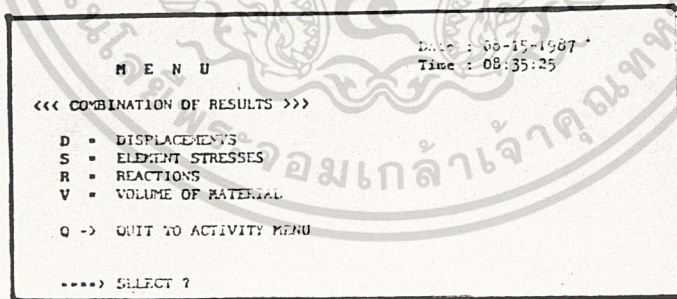 Date : 08-15-1987
M E N U
Time : 08:35:25
<<< COMBINATION OF RESULTS >>>
D = DISPLACEMENTS
S = ELEMENT STRESSES
R = REACTIONS
V = VOLUME OF MATERIAL
Q -> QUIT TO ACTIVITY MENU
----> SELECT ?